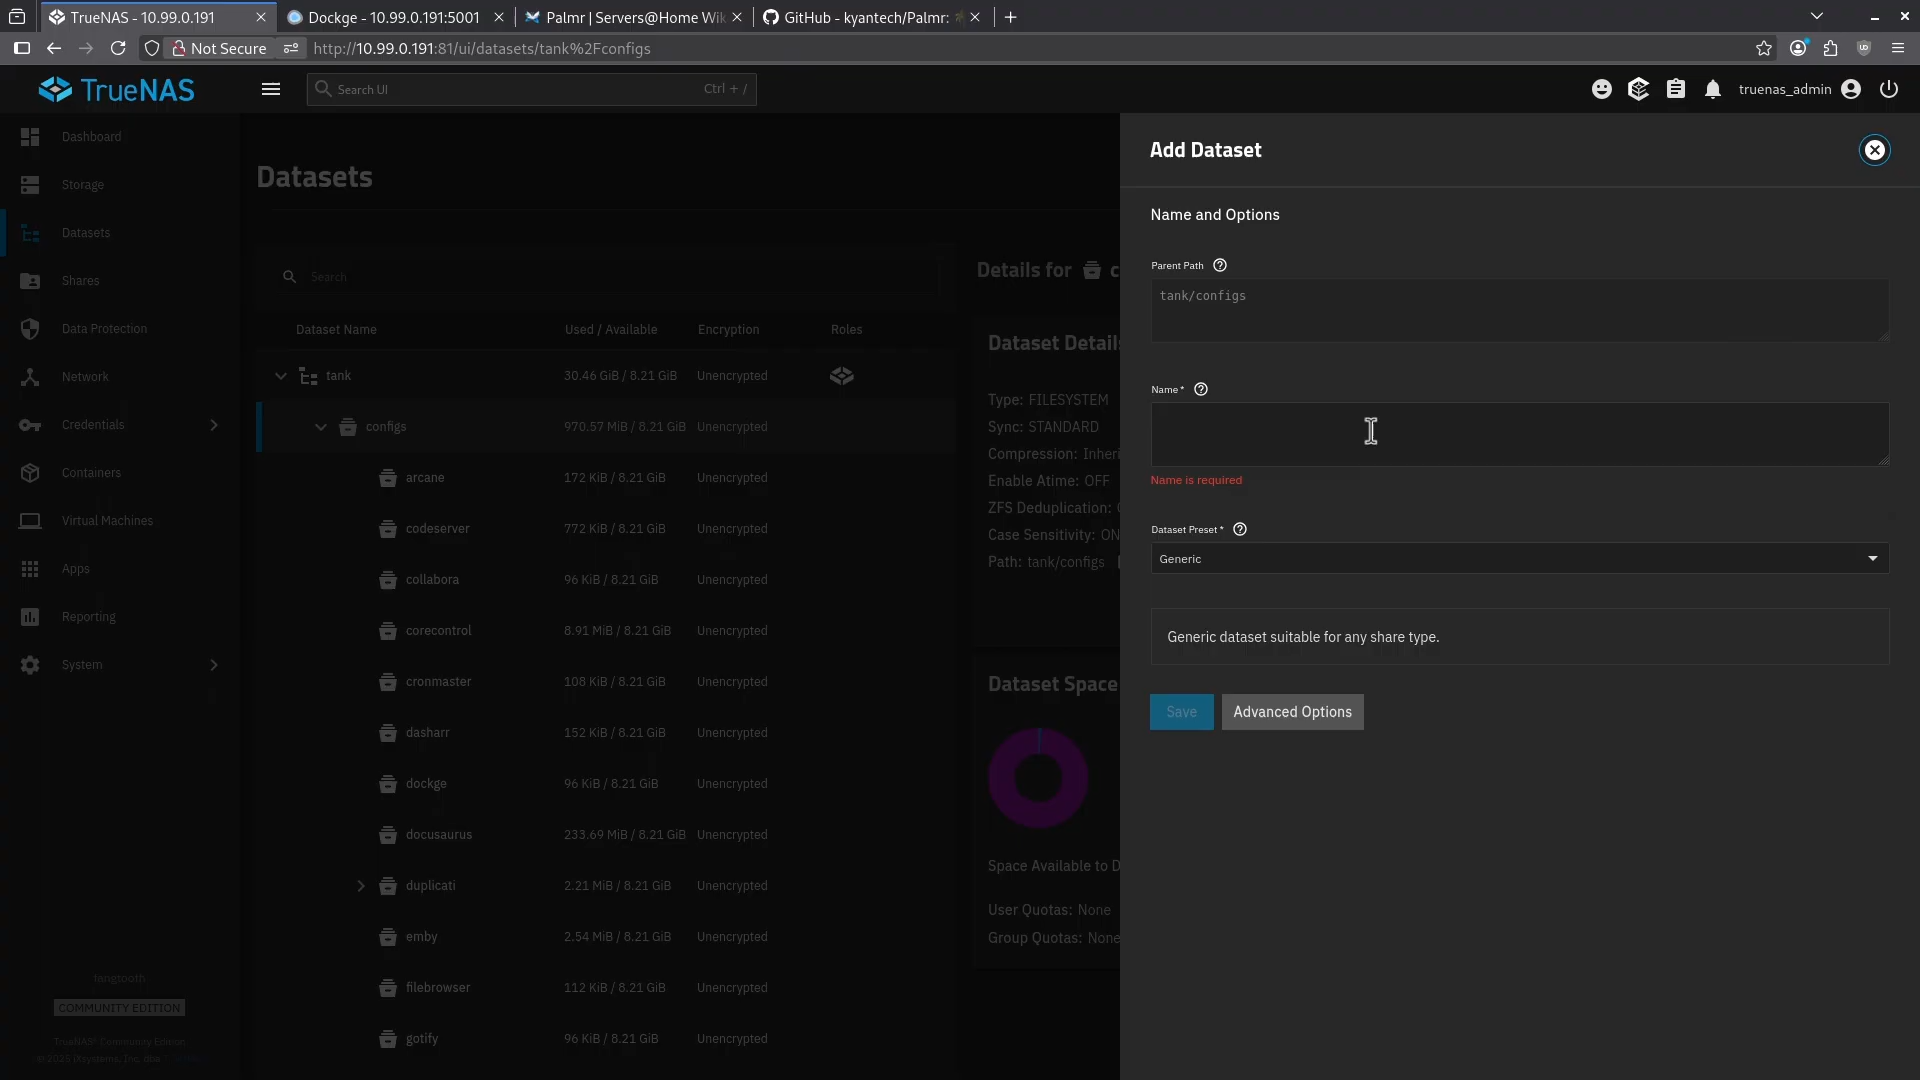 TrueNAS - 10.99.0.191
Dockge - 10.99.0.191:5001
Palmr | Servers@Home Wik
GitHub - kyantech/Palmr:
Not Secure
http://10.99.0.191:81/ui/datasets/tank%2Fconfigs
TrueNAS
Search UI
Ctrl + /
truenas_admin
Dashboard
Storage
Datasets
Shares
Data Protection
Network
Credentials
Containers
Virtual Machines
Apps
Reporting
System
fangtooth
COMMUNITY EDITION
TrueNAS® Community Edition
© 2025 iXsystems, Inc. dba
Datasets
Search
Dataset Name
Used / Available
Encryption
Roles
tank
30.46 GiB / 8.21 GiB
Unencrypted
configs
970.57 MiB / 8.21 GiB
Unencrypted
arcane
172 KiB / 8.21 GiB
Unencrypted
codeserver
772 KiB / 8.21 GiB
Unencrypted
collabora
96 KiB / 8.21 GiB
Unencrypted
corecontrol
8.91 MiB / 8.21 GiB
Unencrypted
cronmaster
108 KiB / 8.21 GiB
Unencrypted
dasharr
152 KiB / 8.21 GiB
Unencrypted
dockge
96 KiB / 8.21 GiB
Unencrypted
docusaurus
233.69 MiB / 8.21 GiB
Unencrypted
duplicati
2.21 MiB / 8.21 GiB
Unencrypted
emby
2.54 MiB / 8.21 GiB
Unencrypted
filebrowser
112 KiB / 8.21 GiB
Unencrypted
gotify
96 KiB / 8.21 GiB
Unencrypted
Details for c
Dataset Details
Type: FILESYSTEM
Sync: STANDARD
Compression: Inheri
Enable Atime: OFF
ZFS Deduplication:
Case Sensitivity: ON
Path: tank/configs
Dataset Space
Space Available to D
User Quotas: None
Group Quotas: None
Add Dataset
Name and Options
Parent Path
tank/configs
Name *
Name is required
Dataset Preset *
Generic
Generic dataset suitable for any share type.
Save
Advanced Options